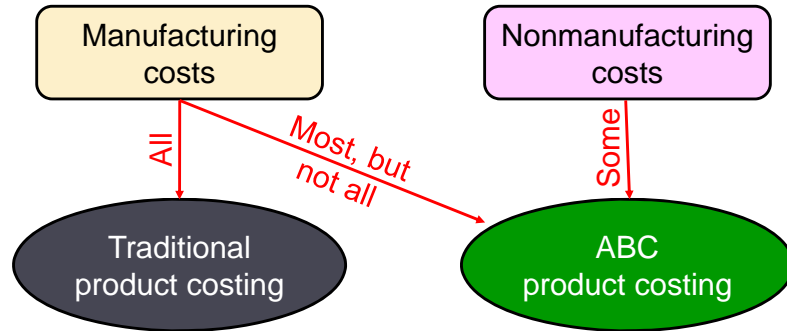 Manufacturing
costs
Nonmanufacturing
costs
All
Most, but
not all
Some
Traditional
product costing
ABC
product costing